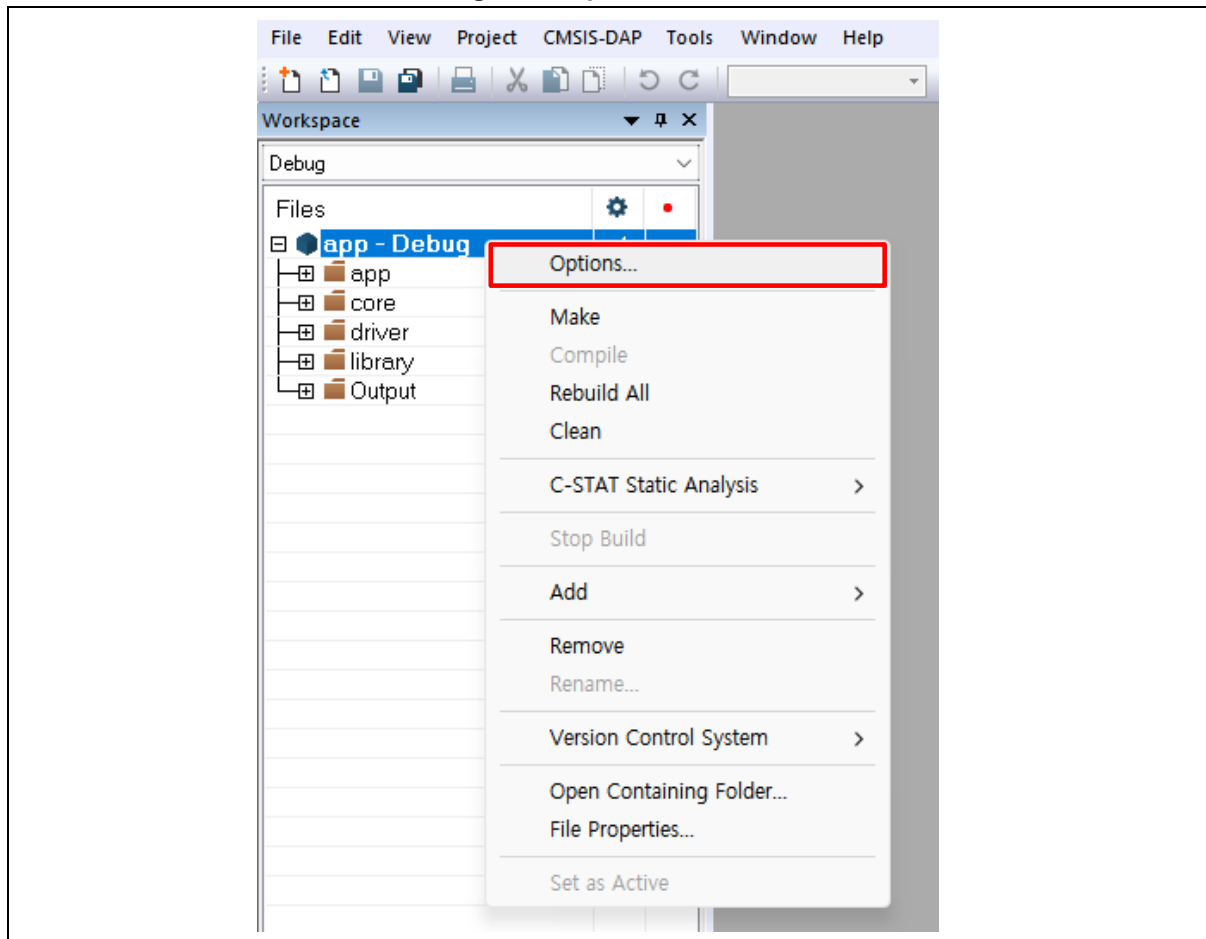 File Edit View Project CMSIS-DAP Tools Window Help
Workspace
Debug
Files
app - Debug
Options...
app
core
Make
driver
Compile
library
Rebuild All
Output
Clean
C-STAT Static Analysis
Stop Build
Add
Remove
Rename...
Version Control System
Open Containing Folder...
File Properties...
Set as Active